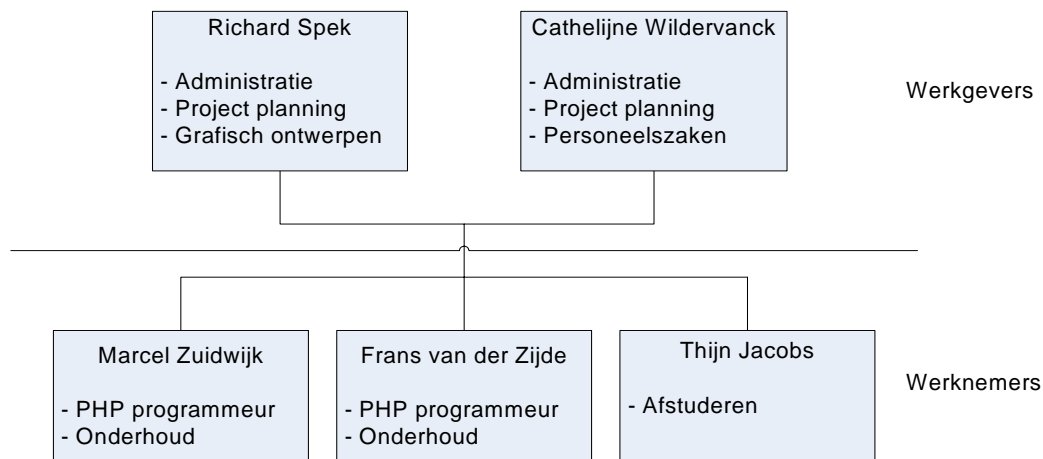 Richard Spek
- Administratie
- Project planning
- Grafisch ontwerpen
Cathelijne Wildervanck
- Administratie
- Project planning
- Personeelszaken
Werkgevers
Marcel Zuidwijk
- PHP programmeur
- Onderhoud
Frans van der Zijde
- PHP programmeur
- Onderhoud
Thijn Jacobs
- Afstuderen
Werknemers